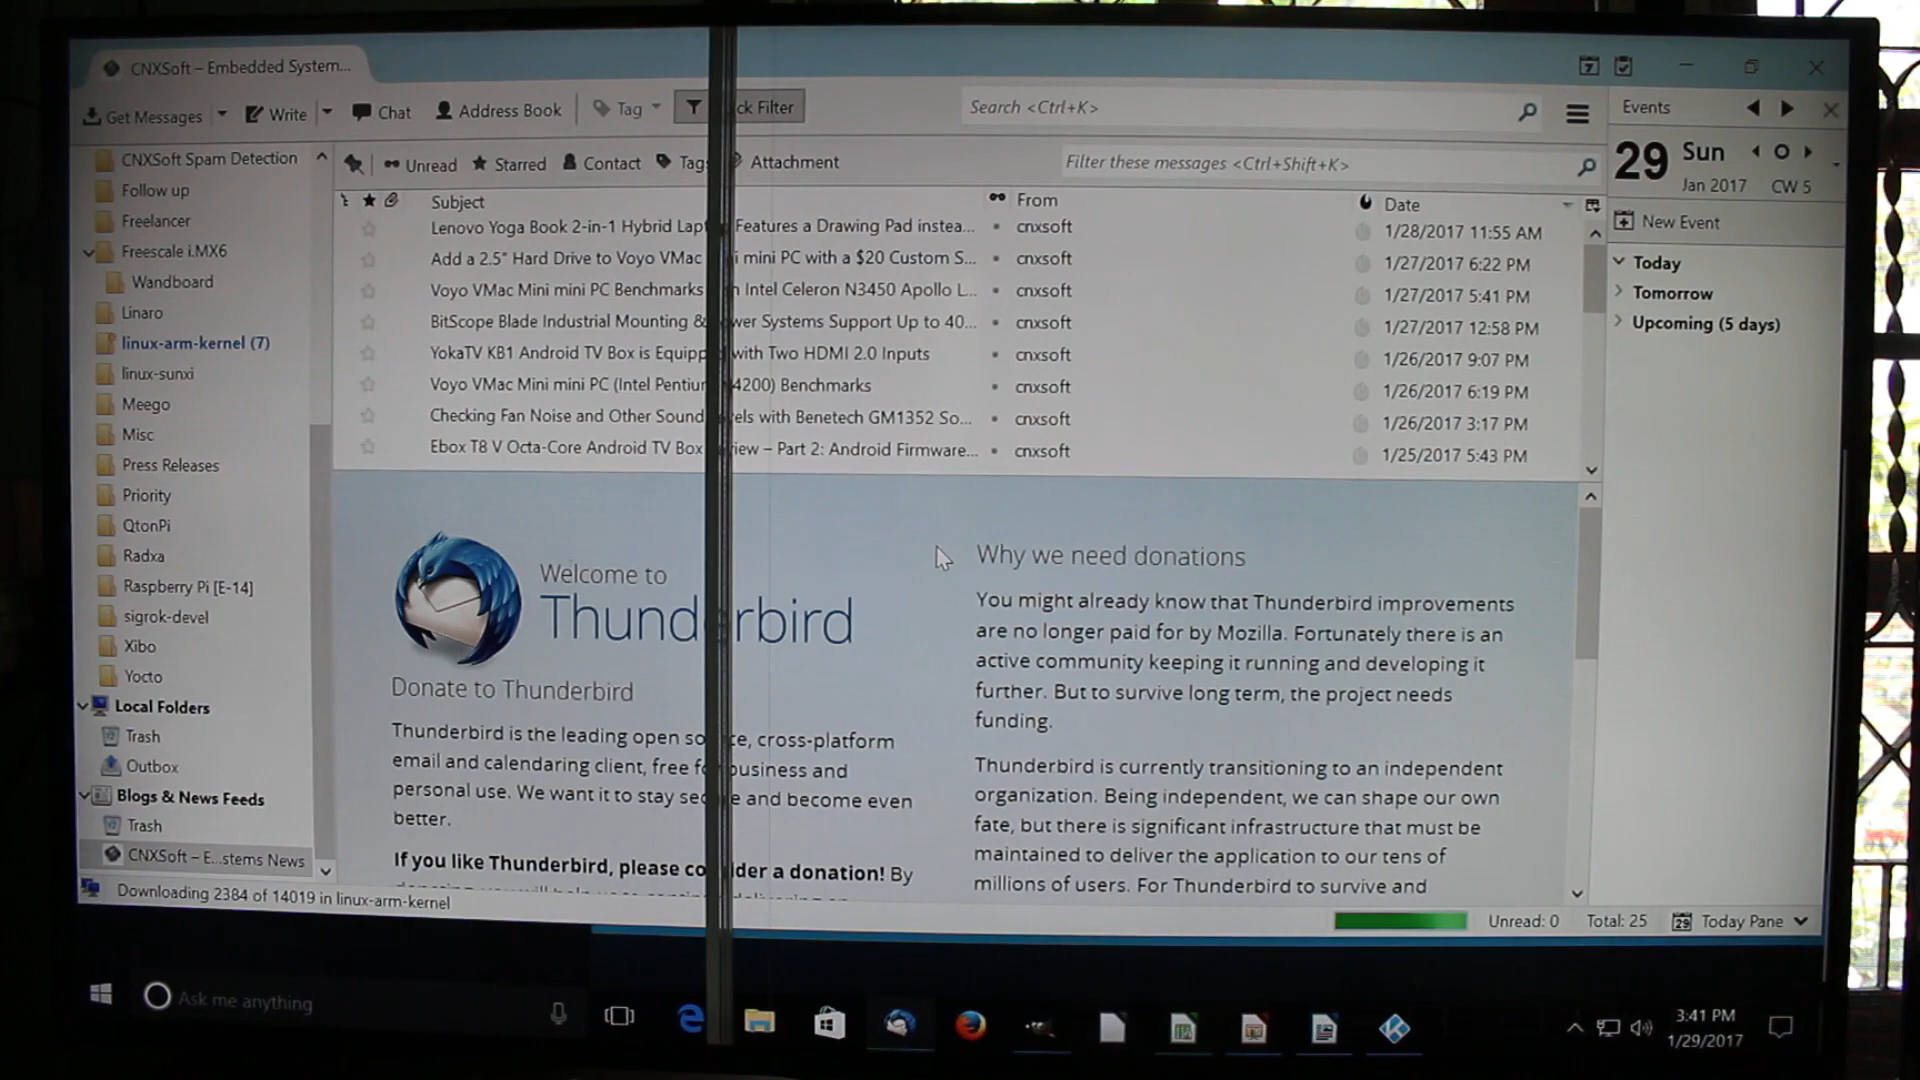 CNXSoft – Embedded System...
Get Messages
Write
Chat
Address Book
Tag
ck Filter
Search <Ctrl+K>
Events
CNXSoft Spam Detection
Follow up
Freelancer
Freescale i.MX6
Wandboard
Linaro
linux-arm-kernel (7)
linux-sunxi
Meego
Misc
Press Releases
Priority
QtonPi
Radxa
Raspberry Pi [E-14]
sigrok-devel
Xibo
Yocto
Local Folders
Trash
Outbox
Blogs & News Feeds
Trash
CNXSoft – E...stems News
Unread
Starred
Contact
Tags
Attachment
Filter these messages <Ctrl+Shift+K>
Subject From Date
Lenovo Yoga Book 2-in-1 Hybrid Lap Features a Drawing Pad instea... cnxsoft 1/28/2017 11:55 AM
Add a 2.5" Hard Drive to Voyo VMac i mini PC with a $20 Custom S... cnxsoft 1/27/2017 6:22 PM
Voyo VMac Mini mini PC Benchmarks n Intel Celeron N3450 Apollo L... cnxsoft 1/27/2017 5:41 PM
BitScope Blade Industrial Mounting & wer Systems Support Up to 40... cnxsoft 1/27/2017 12:58 PM
YokaTV KB1 Android TV Box is Equipp with Two HDMI 2.0 Inputs cnxsoft 1/26/2017 9:07 PM
Voyo VMac Mini mini PC (Intel Pentium 4200) Benchmarks cnxsoft 1/26/2017 6:19 PM
Checking Fan Noise and Other Sound els with Benetech GM1352 So... cnxsoft 1/26/2017 3:17 PM
Ebox T8 V Octa-Core Android TV Box iew – Part 2: Android Firmware... cnxsoft 1/25/2017 5:43 PM
Welcome to
Thunderbird
Donate to Thunderbird
Thunderbird is the leading open source, cross-platform
email and calendaring client, free for business and
personal use. We want it to stay secure and become even
better.
If you like Thunderbird, please consider a donation! By
Why we need donations
You might already know that Thunderbird improvements
are no longer paid for by Mozilla. Fortunately there is an
active community keeping it running and developing it
further. But to survive long term, the project needs
funding.
Thunderbird is currently transitioning to an independent
organization. Being independent, we can shape our own
fate, but there is significant infrastructure that must be
maintained to deliver the application to our tens of
millions of users. For Thunderbird to survive and
29 Sun
Jan 2017 CW 5
New Event
Today
Tomorrow
Upcoming (5 days)
Downloading 2384 of 14019 in linux-arm-kernel
Unread: 0
Total: 25
29
Today Pane
Ask me anything
3:41 PM
1/29/2017